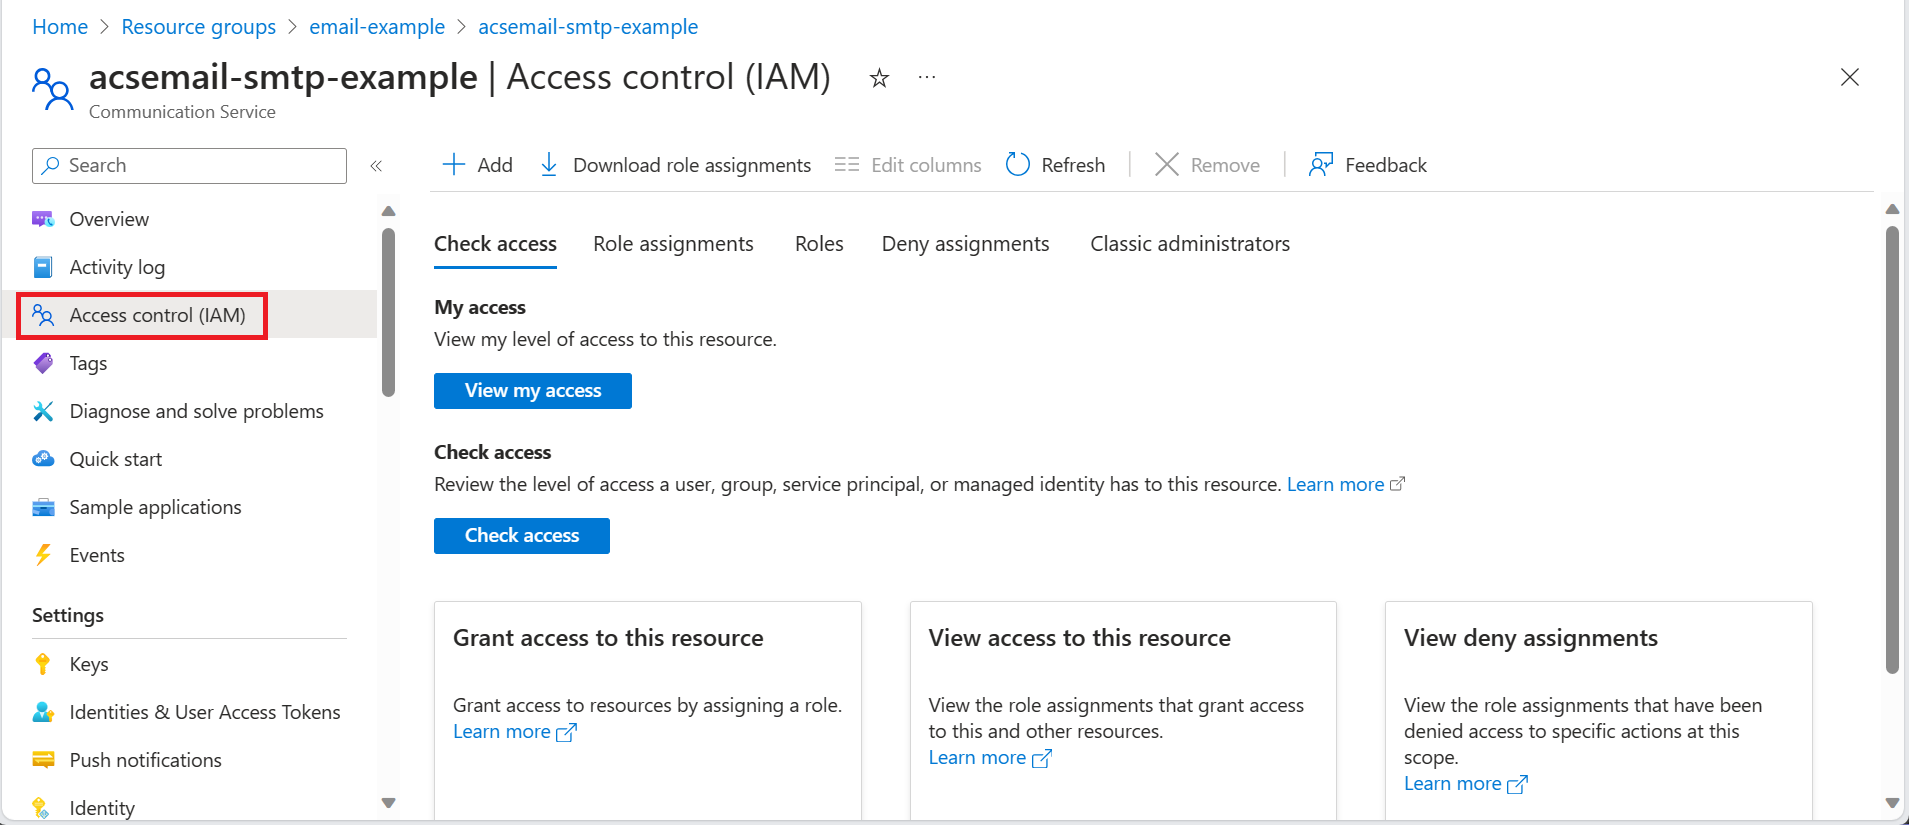 Home > Resource groups > email-example > acsemail-smtp-example
acsemail-smtp-example | Access control (IAM)
Communication Service
Search
Overview
Activity log
Access control (IAM)
Tags
Diagnose and solve problems
Quick start
Sample applications
Events
Settings
Keys
Identities & User Access Tokens
Push notifications
Identity
Add Download role assignments Edit columns Refresh Remove Feedback
Check access Role assignments Roles Deny assignments Classic administrators
My access
View my level of access to this resource.
View my access
Check access
Review the level of access a user, group, service principal, or managed identity has to this resource. Learn more
Check access
Grant access to this resource
Grant access to resources by assigning a role.
Learn more
View access to this resource
View the role assignments that grant access
to this and other resources.
Learn more
View deny assignments
View the role assignments that have been
denied access to specific actions at this
scope.
Learn more